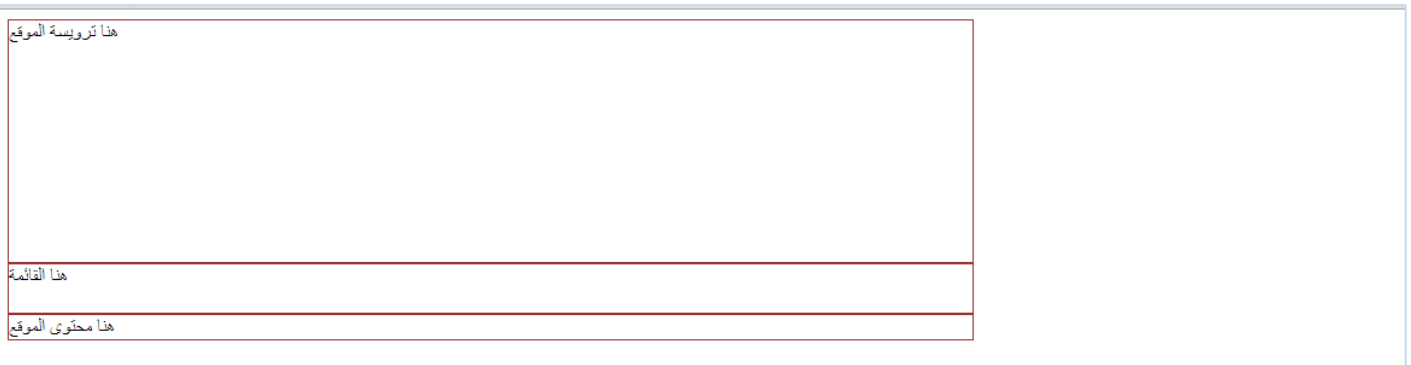 هنا ترويسة الموقع
هنا القائمة
هنا محتوى الموقع